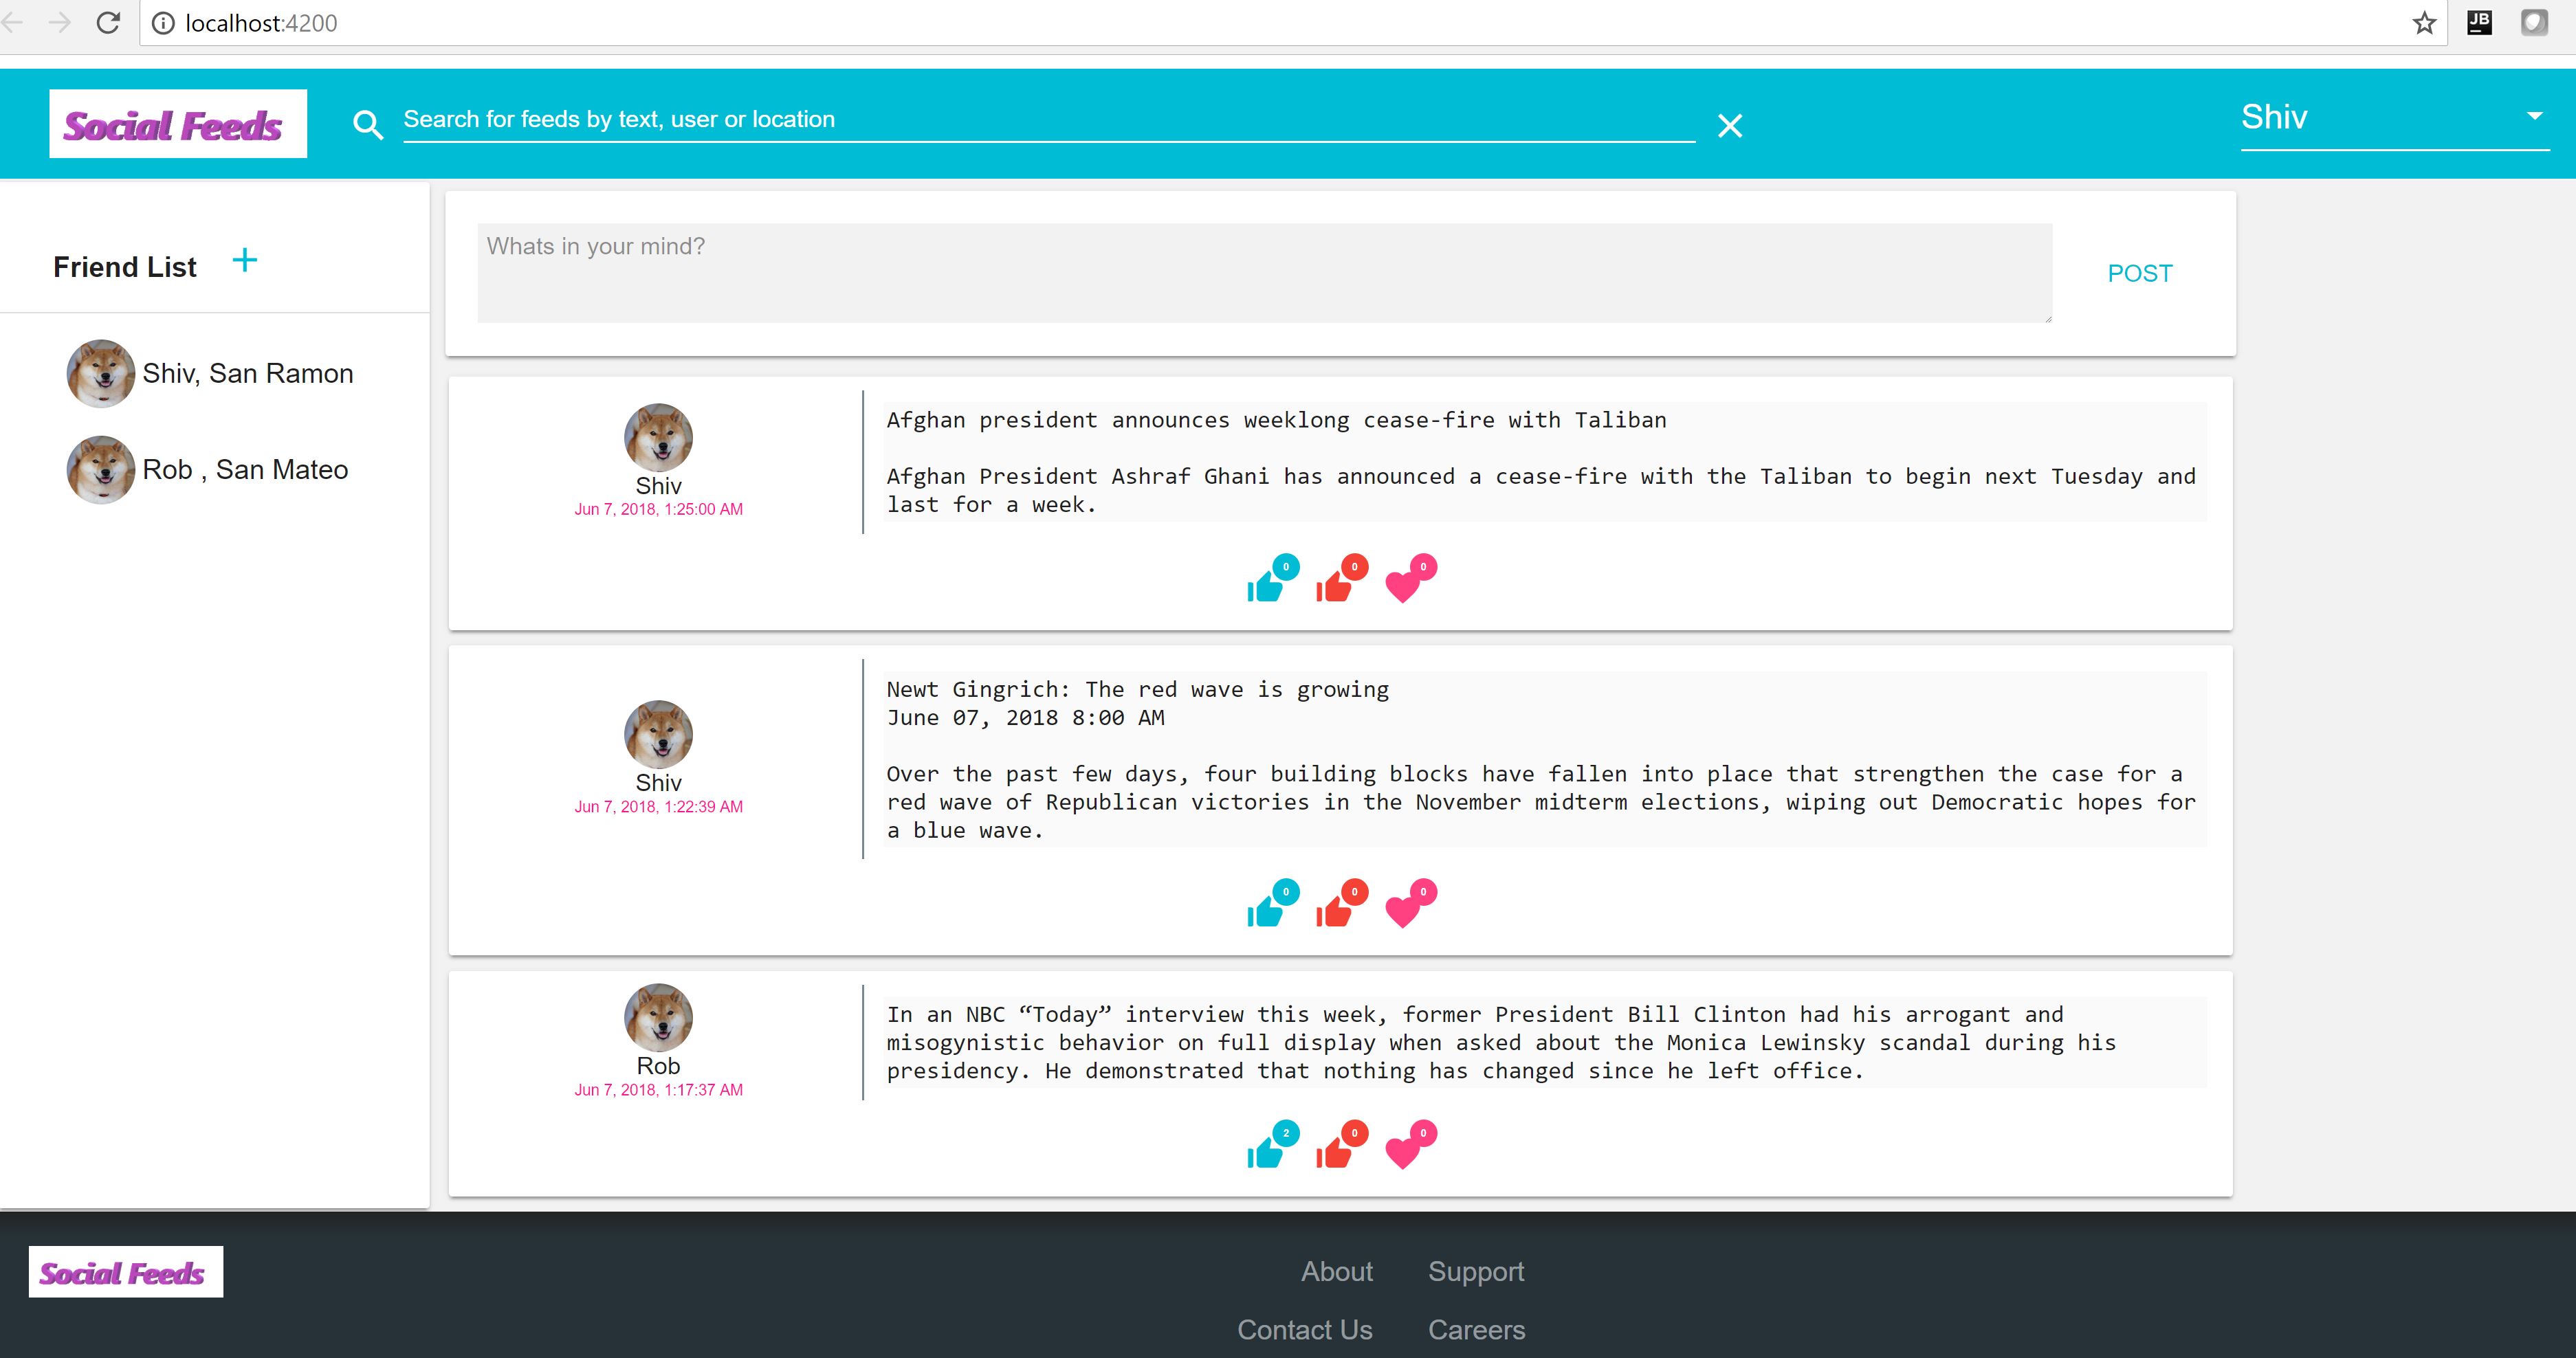 localhost:4200
JB
Social Feeds
Search for feeds by text, user or location
Shiv
Friend List
Shiv, San Ramon
Rob , San Mateo
Whats in your mind?
POST
Shiv
Jun 7, 2018, 1:25:00 AM
Afghan president announces weeklong cease-fire with Taliban
Afghan President Ashraf Ghani has announced a cease-fire with the Taliban to begin next Tuesday and
last for a week.
0 0 0
Shiv
Jun 7, 2018, 1:22:39 AM
Newt Gingrich: The red wave is growing
June 07, 2018 8:00 AM
Over the past few days, four building blocks have fallen into place that strengthen the case for a
red wave of Republican victories in the November midterm elections, wiping out Democratic hopes for
a blue wave.
0 0 0
Rob
Jun 7, 2018, 1:17:37 AM
In an NBC “Today” interview this week, former President Bill Clinton had his arrogant and
misogynistic behavior on full display when asked about the Monica Lewinsky scandal during his
presidency. He demonstrated that nothing has changed since he left office.
2 0 0
Social Feeds
About Support
Contact Us Careers